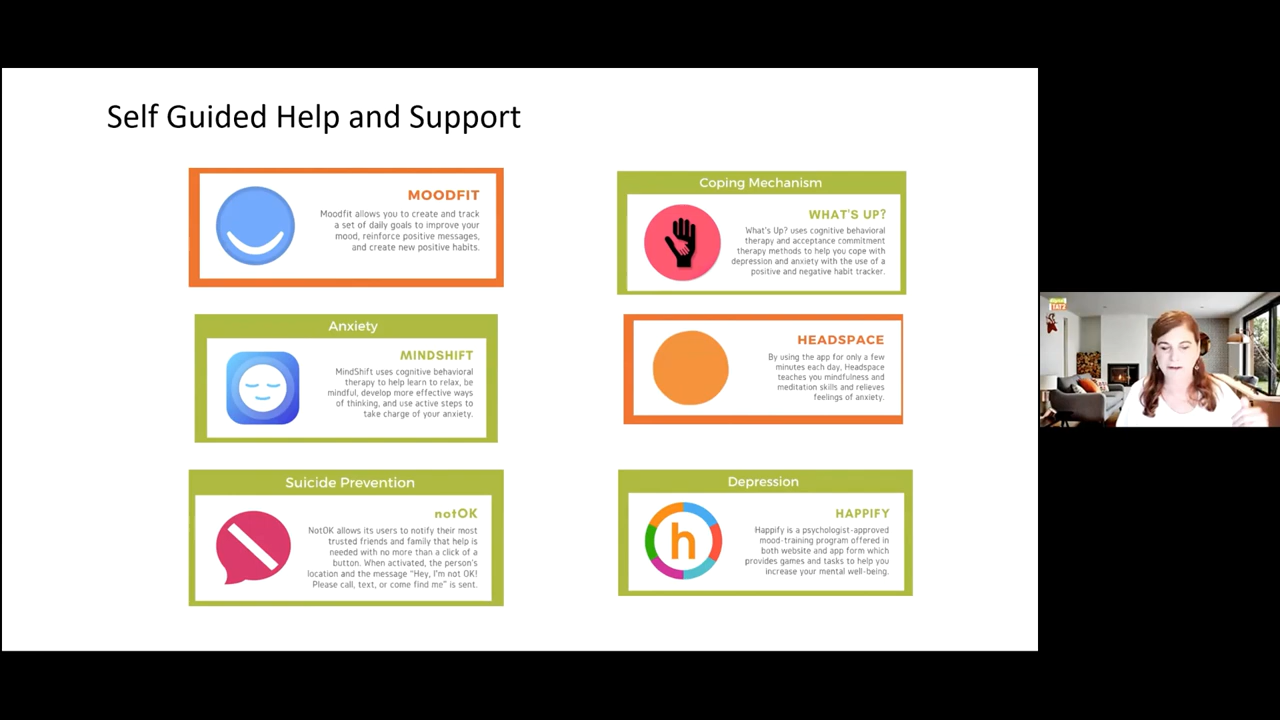 Self Guided Help and Support
MOODFIT
Moodfit allows you to create and track
a set of daily goals to improve your
mood, reinforce positive messages,
and create new positive habits.
Coping Mechanism
WHAT'S UP?
What's Up? uses cognitive behavioral
therapy and acceptance commitment
therapy methods to help you cope with
depression and anxiety with the use of a
positive and negative habit tracker.
Anxiety
MINDSHIFT
MindShift uses cognitive behavioral
therapy to help learn to relax, be
mindful, develop more effective ways
of thinking, and use active steps to
take charge of your anxiety.
HEADSPACE
By using the app for only a few
minutes each day, Headspace
teaches you mindfulness and
meditation skills and relieves
feelings of anxiety.
Suicide Prevention
notOK
NotOK allows its users to notify their most
trusted friends and family that help is
needed with no more than a click of a
button. When activated, the person's
location and the message "Hey, I'm not OK!
Please call, text, or come find me" is sent.
Depression
h
HAPPIFY
Happify is a psychologist-approved
mood-training program offered in
both website and app form which
provides games and tasks to help you
increase your mental well-being.